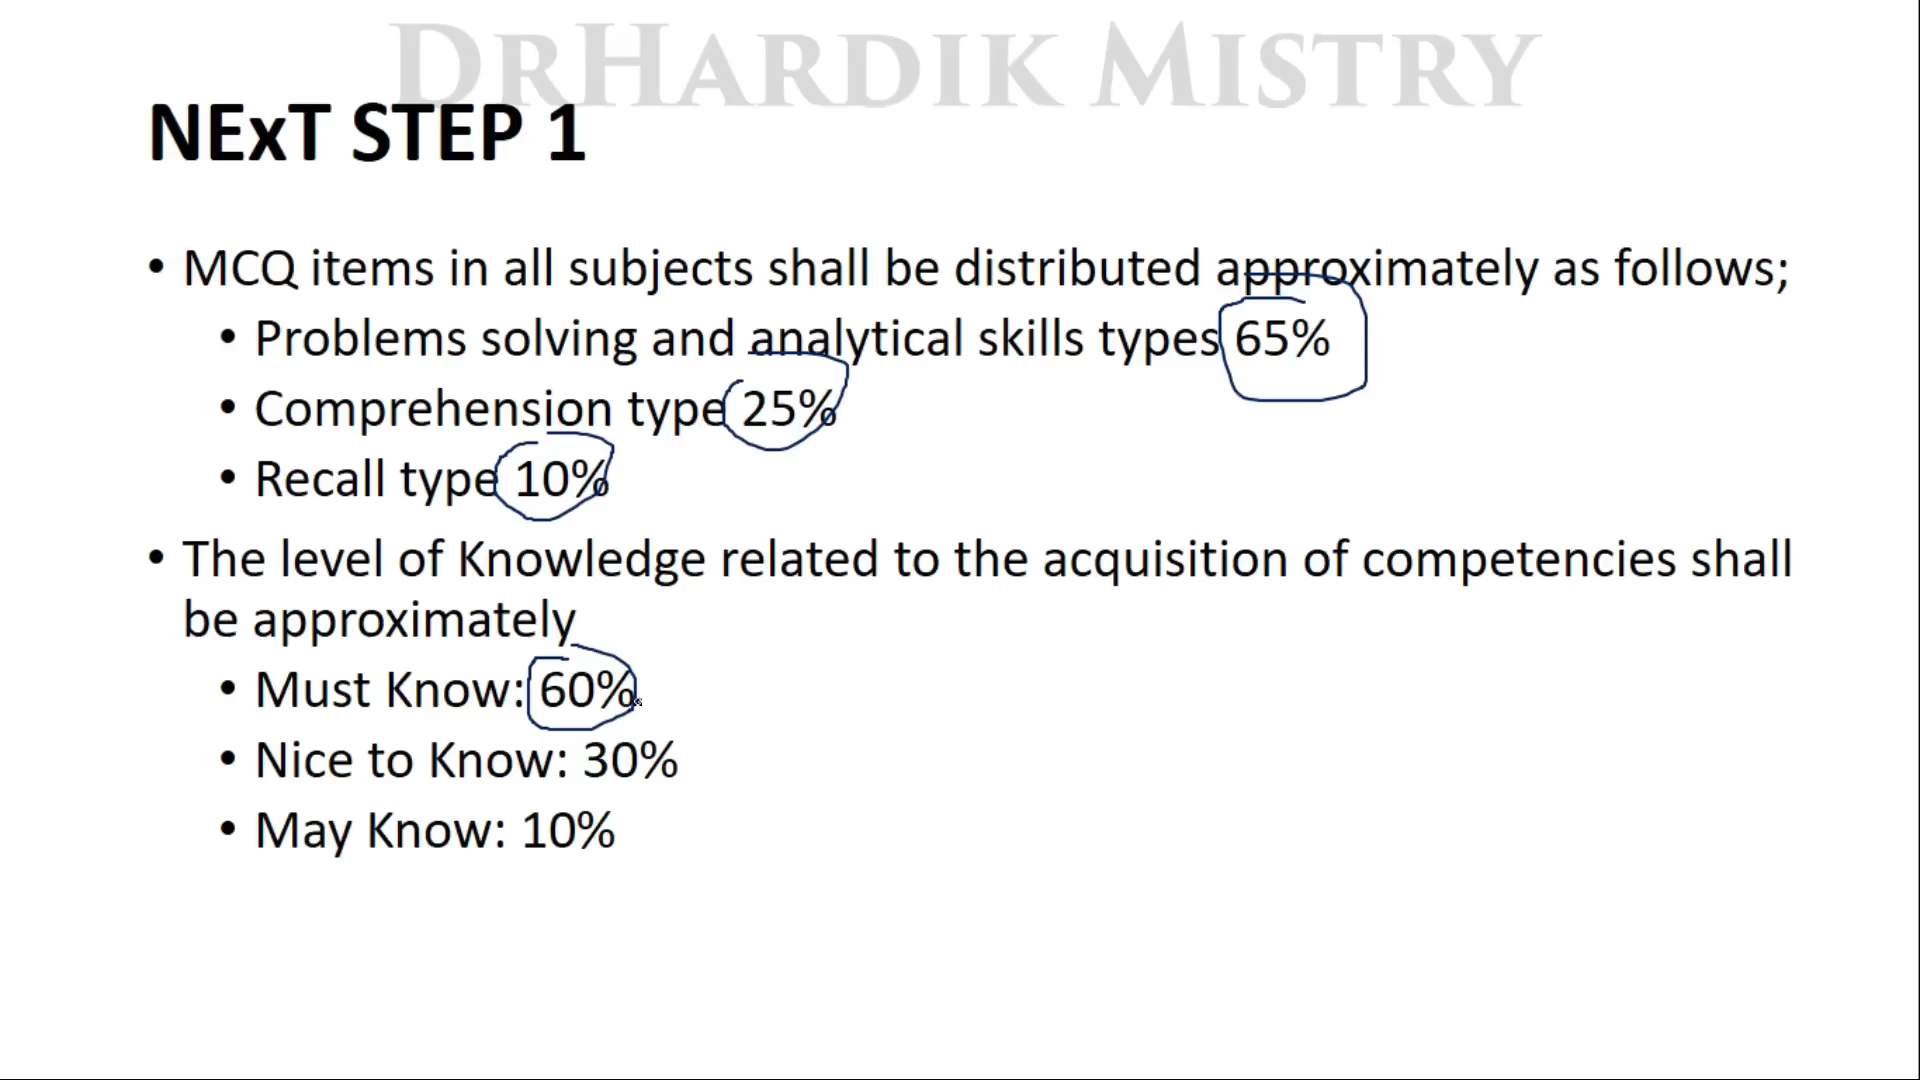 DRHARDIK MISTRY
NExT STEP 1
• MCQ items in all subjects shall be distributed approximately as follows;
• Problems solving and analytical skills types 65%
• Comprehension type 25%
• Recall type 10%
• The level of Knowledge related to the acquisition of competencies shall
be approximately
• Must Know: 60%
• Nice to Know: 30%
• May Know: 10%